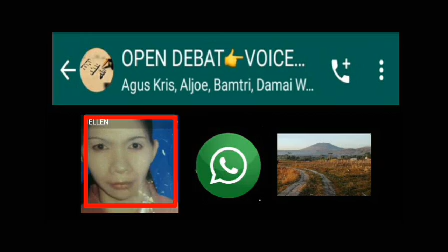 OPEN DEBAT👉VOICE...
Agus Kris, Aljoe, Bamtri, Damai W...
ELLEN